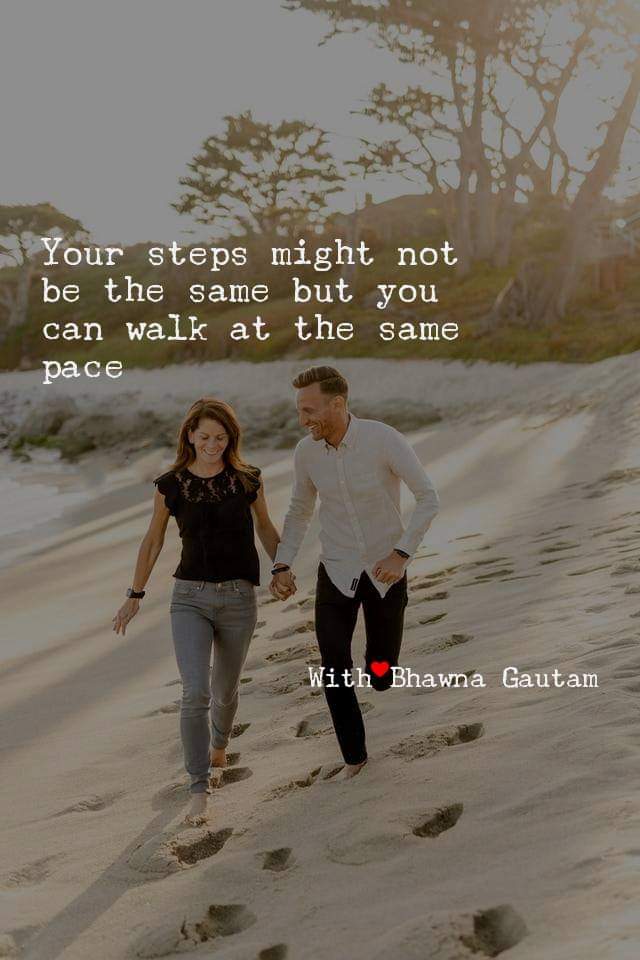 Your steps might not
be the same but you
can walk at the same
pace
With Bhawna Gautam